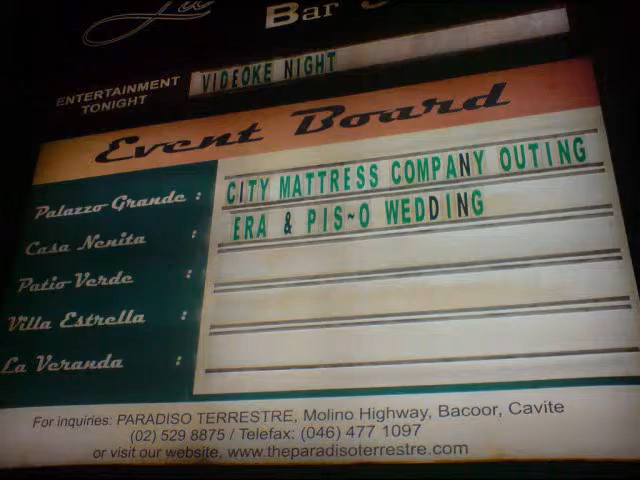 Bar
ENTERTAINMENT TONIGHT VIDEOKE NIGHT
Event Board
Palazzo Grande : CITY MATTRESS COMPANY OUTING
Casa Nenita : ERA & PIS~O WEDDING
Patio Verde :
Villa Estrella :
La Veranda :
For inquiries: PARADISO TERRESTRE, Molino Highway, Bacoor, Cavite
(02) 529 8875 / Telefax: (046) 477 1097
or visit our website, www.theparadisoterrestre.com